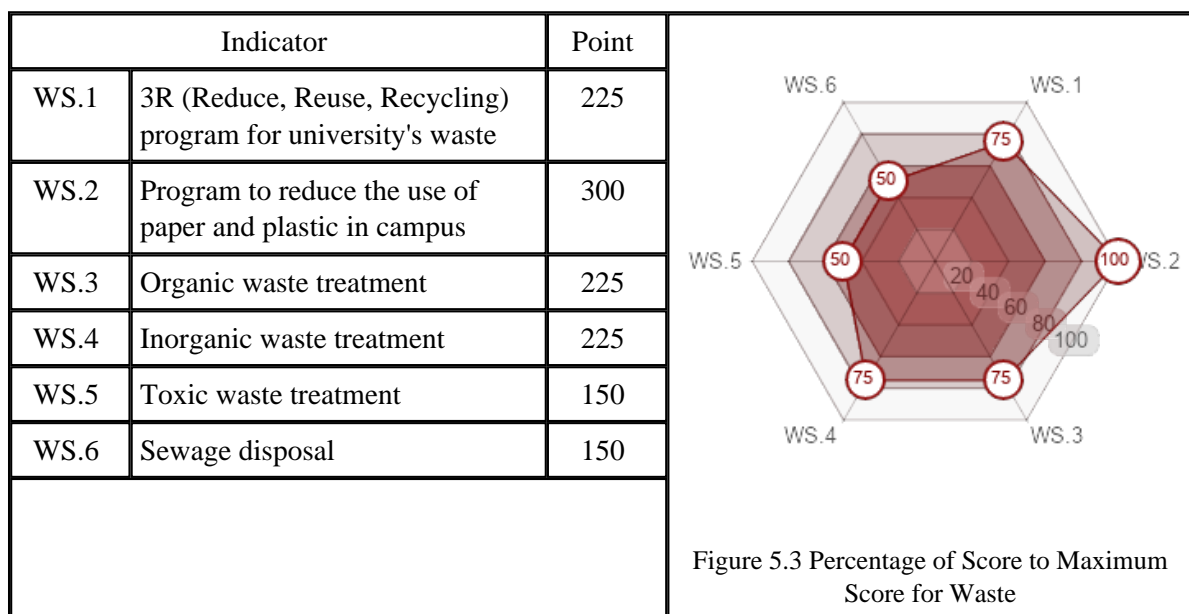 Indicator Point
WS.1 3R (Reduce, Reuse, Recycling) 225
program for university's waste
WS.2 Program to reduce the use of 300
paper and plastic in campus
WS.3 Organic waste treatment 225
WS.4 Inorganic waste treatment 225
WS.5 Toxic waste treatment 150
WS.6 Sewage disposal 150
WS.6 WS.1
75
50
WS.5 50 100 /S.2
20
40
60
80
100
75 75
WS.4 WS.3
Figure 5.3 Percentage of Score to Maximum
Score for Waste